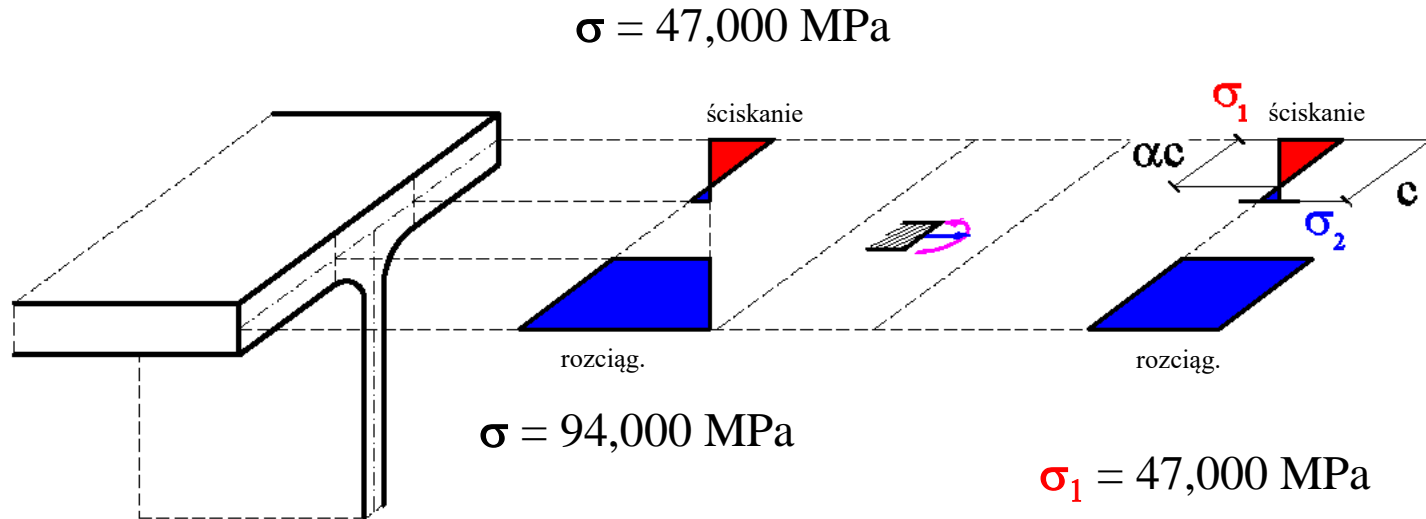 σ = 47,000 MPa
ściskanie
σ₁
ściskanie
αc
c
σ₂
rozciąg.
rozciąg.
σ = 94,000 MPa
σ₁ = 47,000 MPa